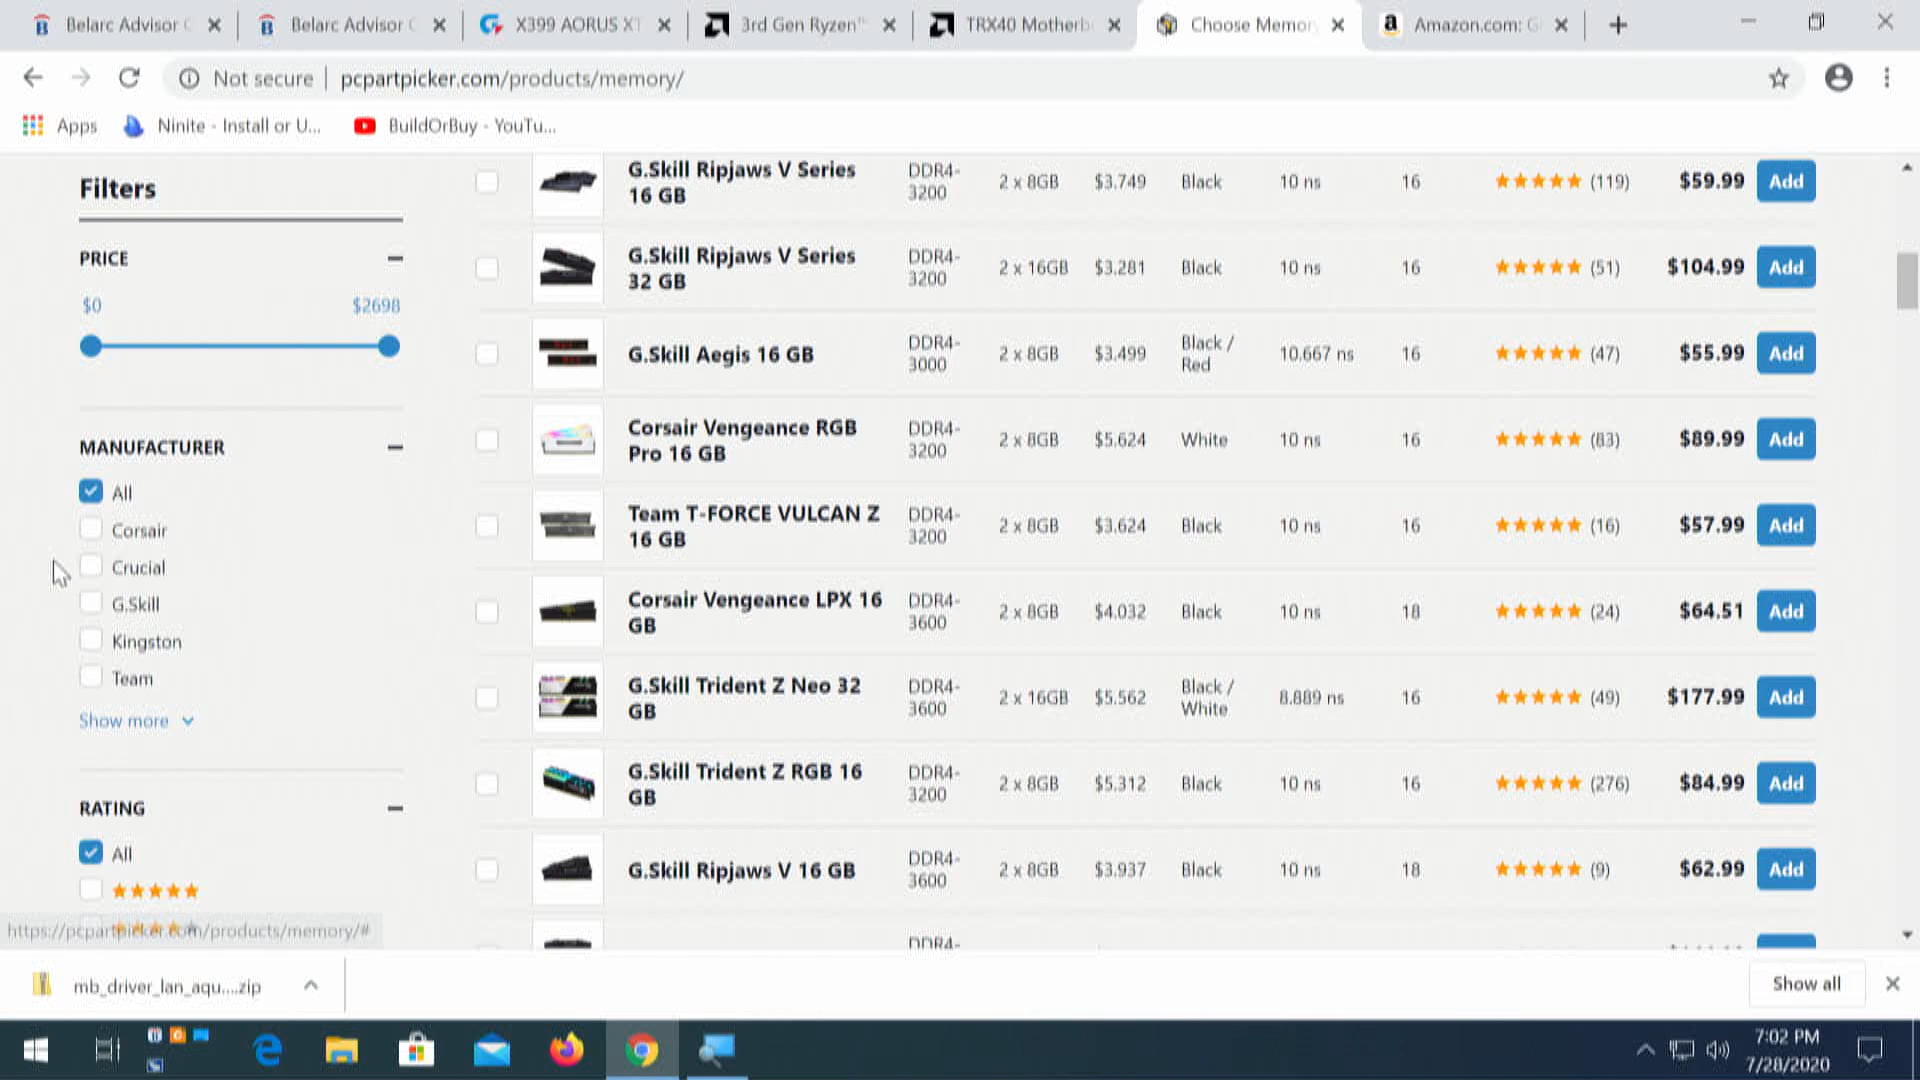 Belarc Advisor C
Belarc Advisor C
X399 AORUS XT
3rd Gen Ryzen™
TRX40 Motherb
Choose Memor
Amazon.com: G
Not secure
pcpartpicker.com/products/memory/
Apps
Ninite - Install or U...
BuildOrBuy - YouTu...
Filters
PRICE
$0 $2698
MANUFACTURER
All
Corsair
Crucial
G.Skill
Kingston
Team
Show more
RATING
All
https://pcpartpicker.com/products/memory/#
G.Skill Ripjaws V Series
16 GB
DDR4-
3200
2 x 8GB $3.749 Black 10 ns 16 (119) $59.99 Add
G.Skill Ripjaws V Series
32 GB
DDR4-
3200
2 x 16GB $3.281 Black 10 ns 16 (51) $104.99 Add
G.Skill Aegis 16 GB
DDR4-
3000
2 x 8GB $3.499
Black /
Red
10.667 ns 16 (47) $55.99 Add
Corsair Vengeance RGB
Pro 16 GB
DDR4-
3200
2 x 8GB $5.624 White 10 ns 16 (83) $89.99 Add
Team T-FORCE VULCAN Z
16 GB
DDR4-
3200
2 x 8GB $3.624 Black 10 ns 16 (16) $57.99 Add
Corsair Vengeance LPX 16
GB
DDR4-
3600
2 x 8GB $4.032 Black 10 ns 18 (24) $64.51 Add
G.Skill Trident Z Neo 32
GB
DDR4-
3600
2 x 16GB $5.562
Black /
White
8.889 ns 16 (49) $177.99 Add
G.Skill Trident Z RGB 16
GB
DDR4-
3200
2 x 8GB $5.312 Black 10 ns 16 (276) $84.99 Add
G.Skill Ripjaws V 16 GB
DDR4-
3600
2 x 8GB $3.937 Black 10 ns 18 (9) $62.99 Add
DDR4-
mb_driver_lan_aqu....zip
Show all
7:02 PM
7/28/2020